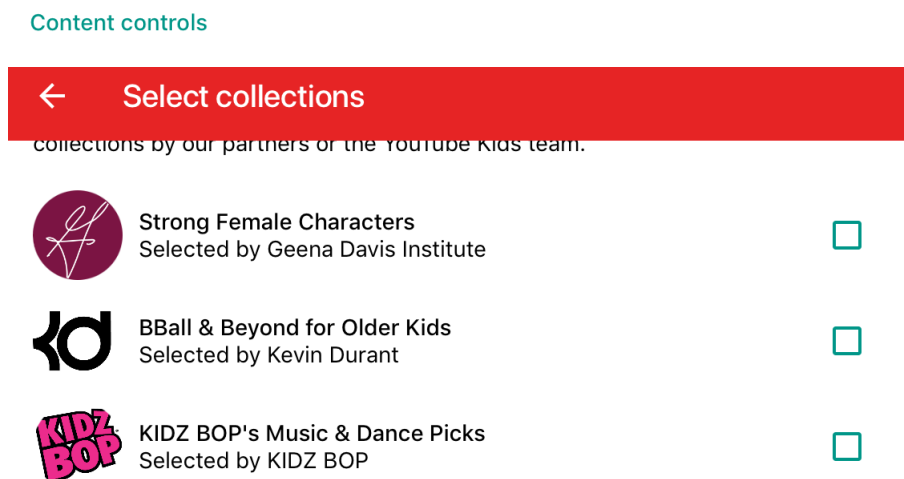 Content controls
Select collections
collections by our partners or the YouTube Kids team.
Strong Female Characters
Selected by Geena Davis Institute
BBall & Beyond for Older Kids
Selected by Kevin Durant
KIDZ
BOP
KIDZ BOP's Music & Dance Picks
Selected by KIDZ BOP